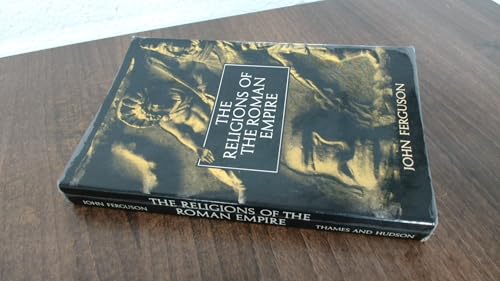 THE
RELIGIONS OF
THE ROMAN
EMPIRE
JOHN FERGUSON
JOHN FERGUSON
THE RELIGIONS OF THE
ROMAN EMPIRE
THAMES AND HUDSON